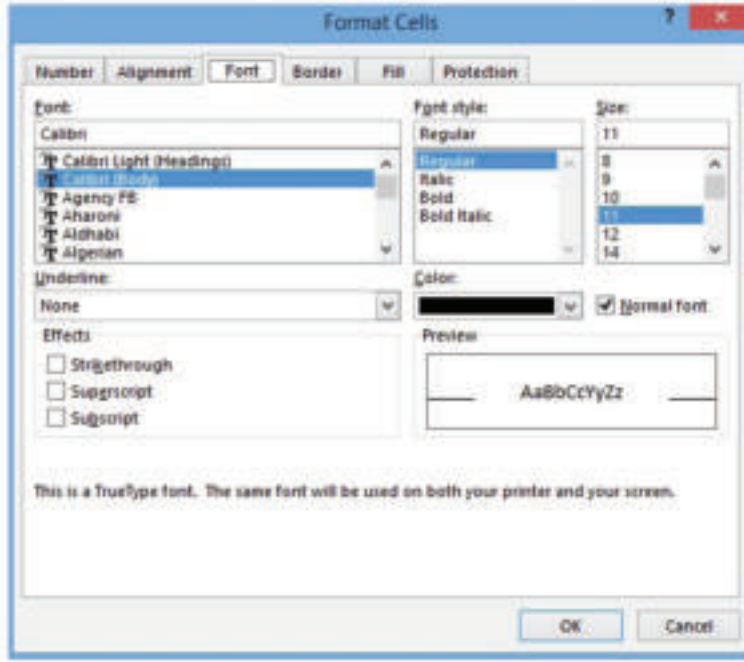 Format Cells
?
Number Alignment Font Border Fill Protection
Font: Font style: Size:
Calibri Regular 11
Calibri Light (Headings) Regular 8
Calibri (Body) Italic 9
Agency FB Bold 10
Aharoni Bold Italic 11
Aldhabi 12
Algerian 14
Underline: Color:
None Normal font
Effects Preview
Strikethrough
Superscript AaBbCcYyZz
Subscript
This is a TrueType font. The same font will be used on both your printer and your screen.
OK Cancel